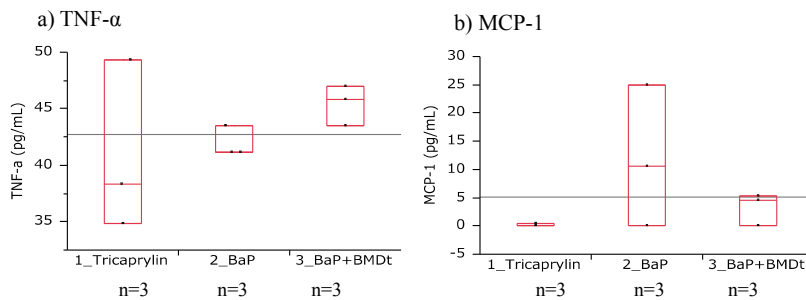 a) TNF-α
50
45
40
35
TNF-a (pg/mL)
1_Tricaprylin 2_BaP 3_BaP+BMDt
n=3 n=3 n=3
b) MCP-1
30
25
20
15
10
5
0
-5
MCP-1 (pg/mL)
1_Tricaprylin 2_BaP 3_BaP+BMDt
n=3 n=3 n=3